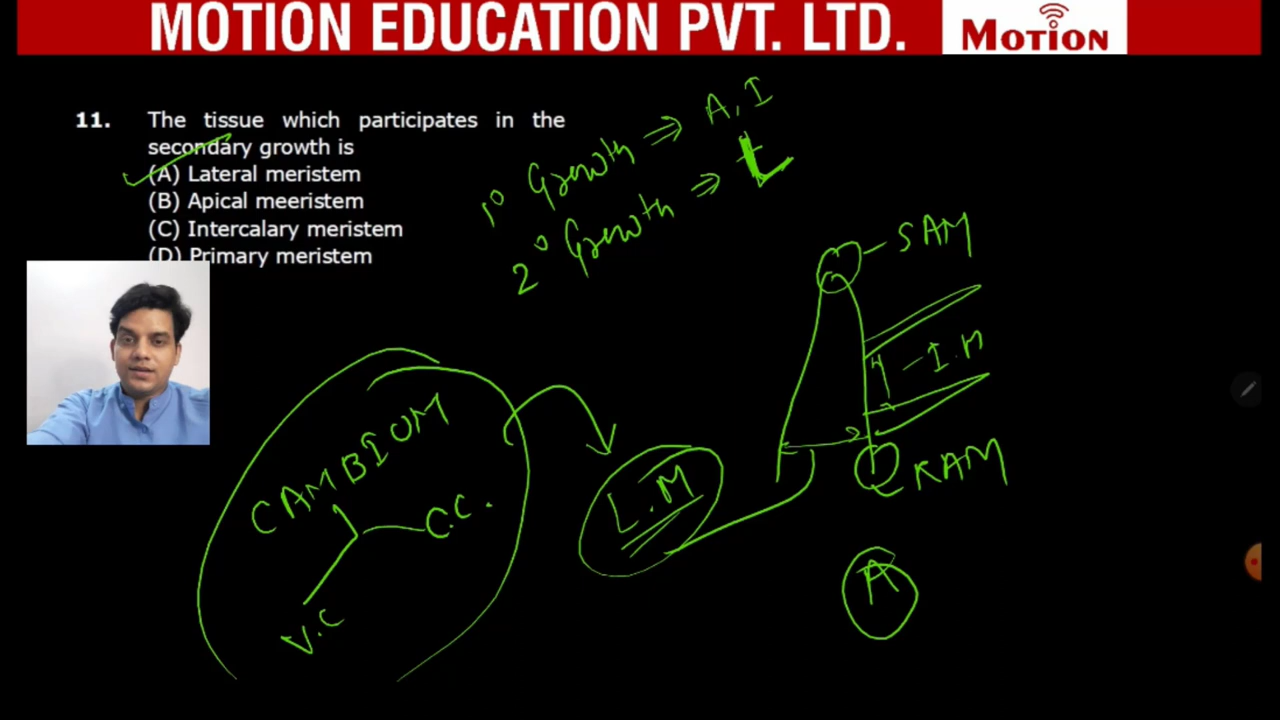 MOTION EDUCATION PVT. LTD.
MOTION
11. The tissue which participates in the
secondary growth is
(A) Lateral meristem
(B) Apical meeristem
(C) Intercalary meristem
(D) Primary meristem
1° Growth ⇒ A, I
2° Growth ⇒ L
SAM
I.M
RAM
CAMBIUM
C.C.
V.C
L.M
A